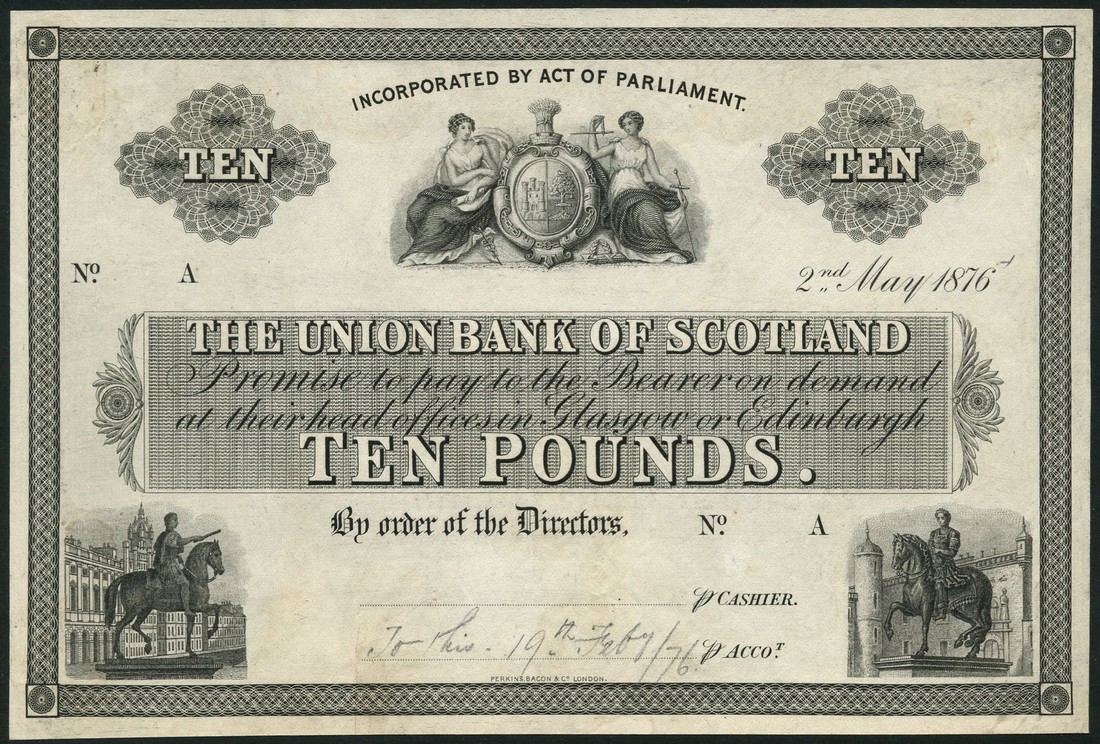 INCORPORATED BY ACT OF PARLIAMENT.
TEN
TEN
Nº A
2nd May 1876
THE UNION BANK OF SCOTLAND
Promise to pay to the Bearer on demand
at their head offices in Glasgow or Edinburgh
TEN POUNDS.
By order of the Directors,
Nº A
CASHIER.
To this 19th Feby/76. ACCOT.
PERKINS, BACON & Cº LONDON.